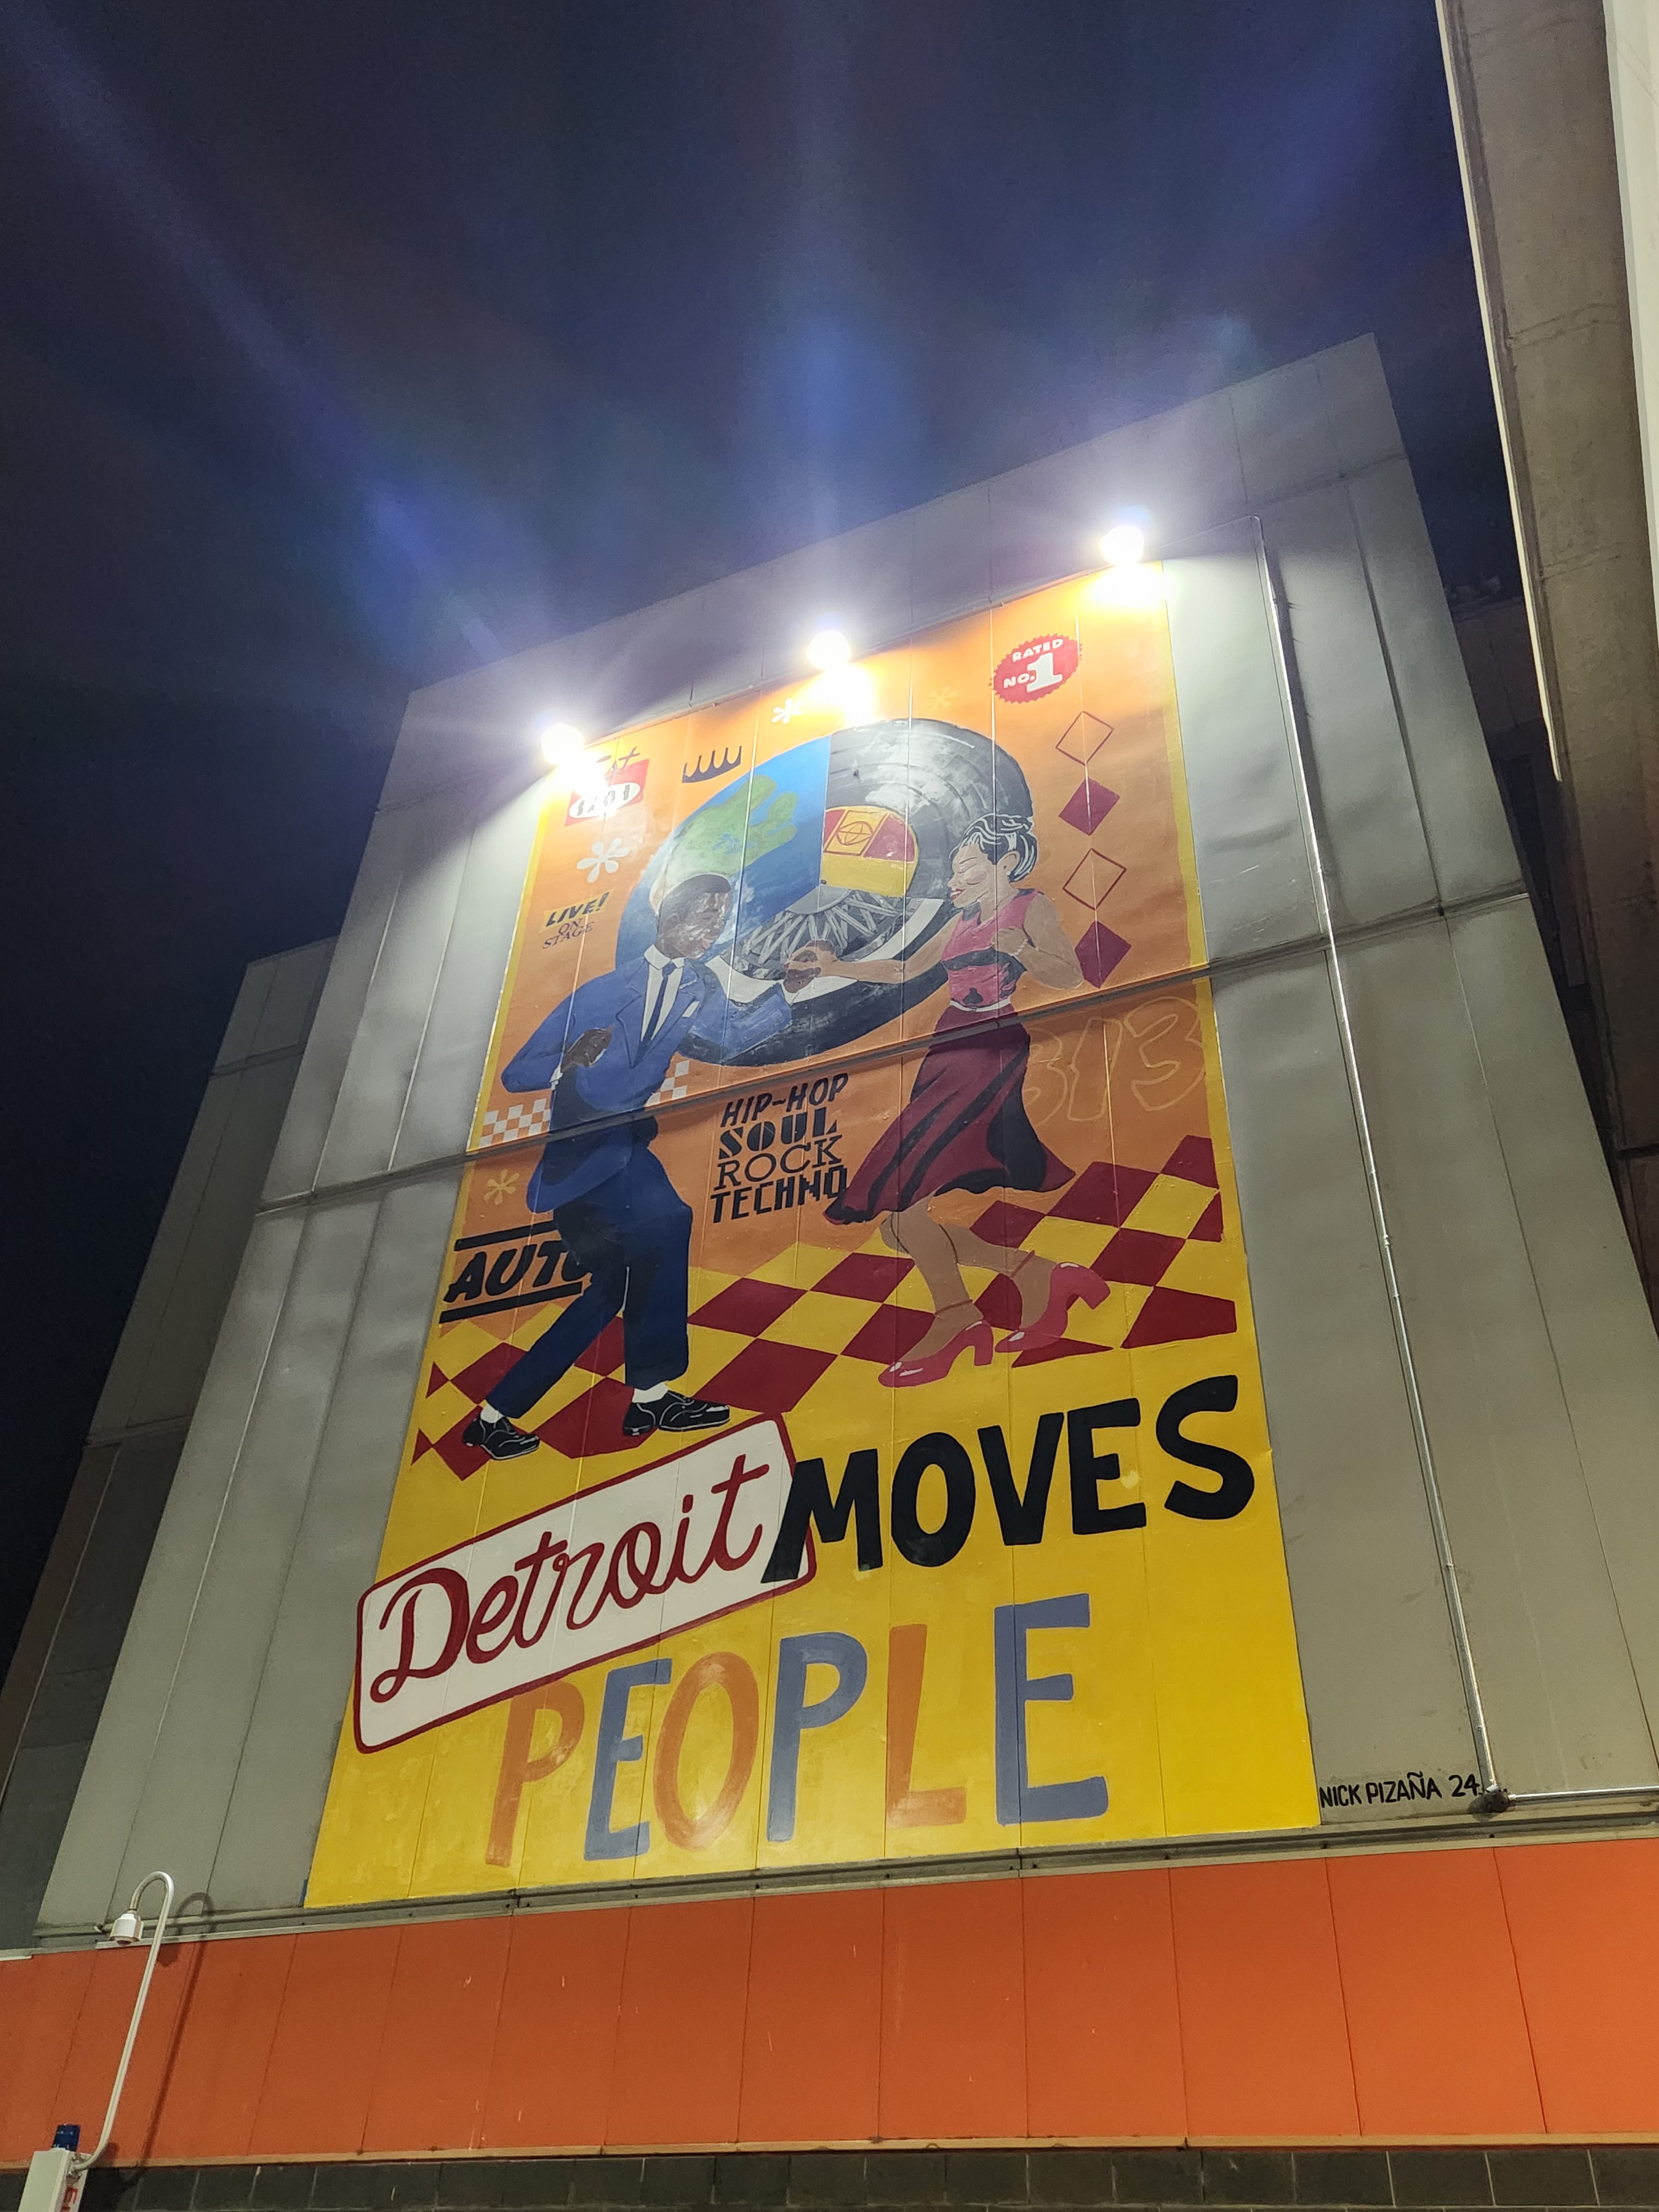 RATED
NO. 1
LIVE!
ON
STAGE
313
HIP-HOP
SOUL
ROCK
TECHNO
AUTO
Detroit MOVES
PEOPLE
NICK PIZAÑA 24